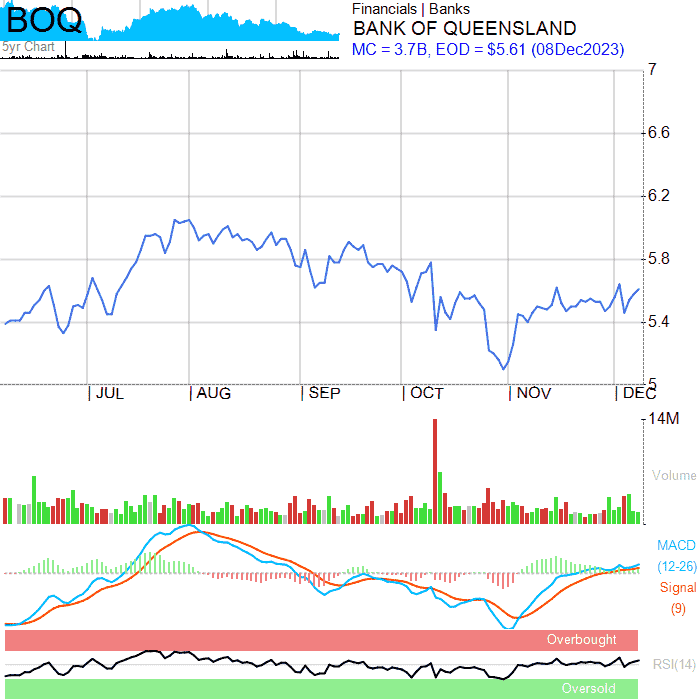 BOQ
5yr Chart
Financials | Banks
BANK OF QUEENSLAND
MC = 3.7B, EOD = $5.61 (08Dec2023)
7
6.6
6.2
5.8
5.4
5
JUL AUG SEP OCT NOV DEC
14M
Volume
MACD
(12-26)
Signal
(9)
Overbought
RSI(14)
Oversold